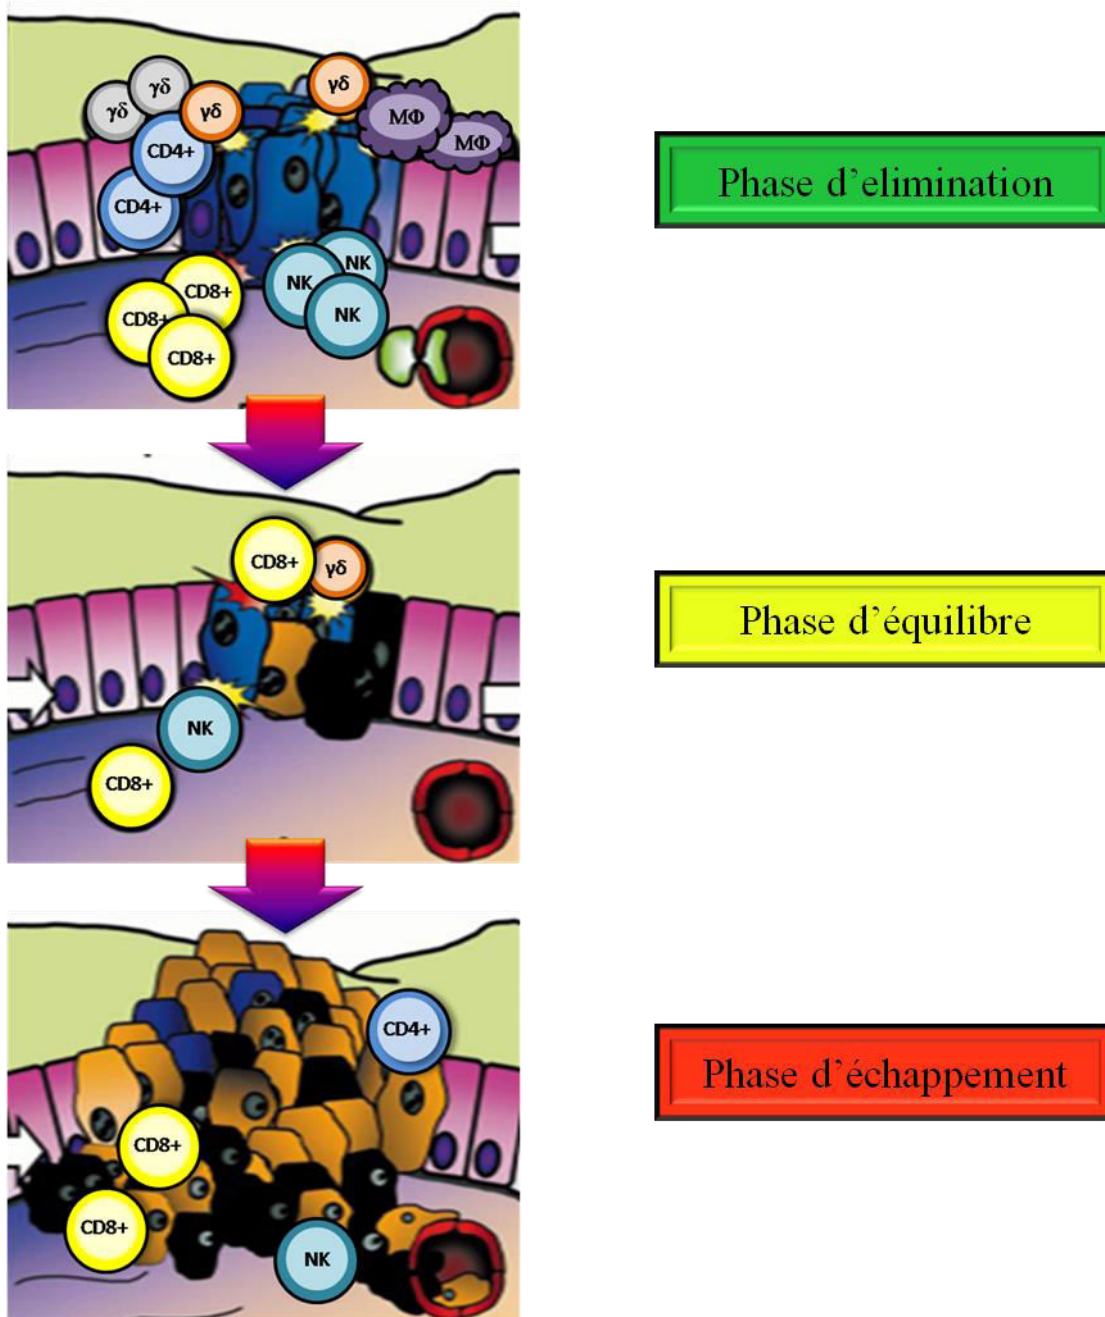 γδ
γδ
γδ
γδ
MΦ
MΦ
CD4+
CD4+
CD8+
CD8+
CD8+
NK
NK
NK
Phase d'elimination
CD8+
γδ
NK
CD8+
Phase d'équilibre
CD4+
CD8+
CD8+
NK
Phase d'échappement